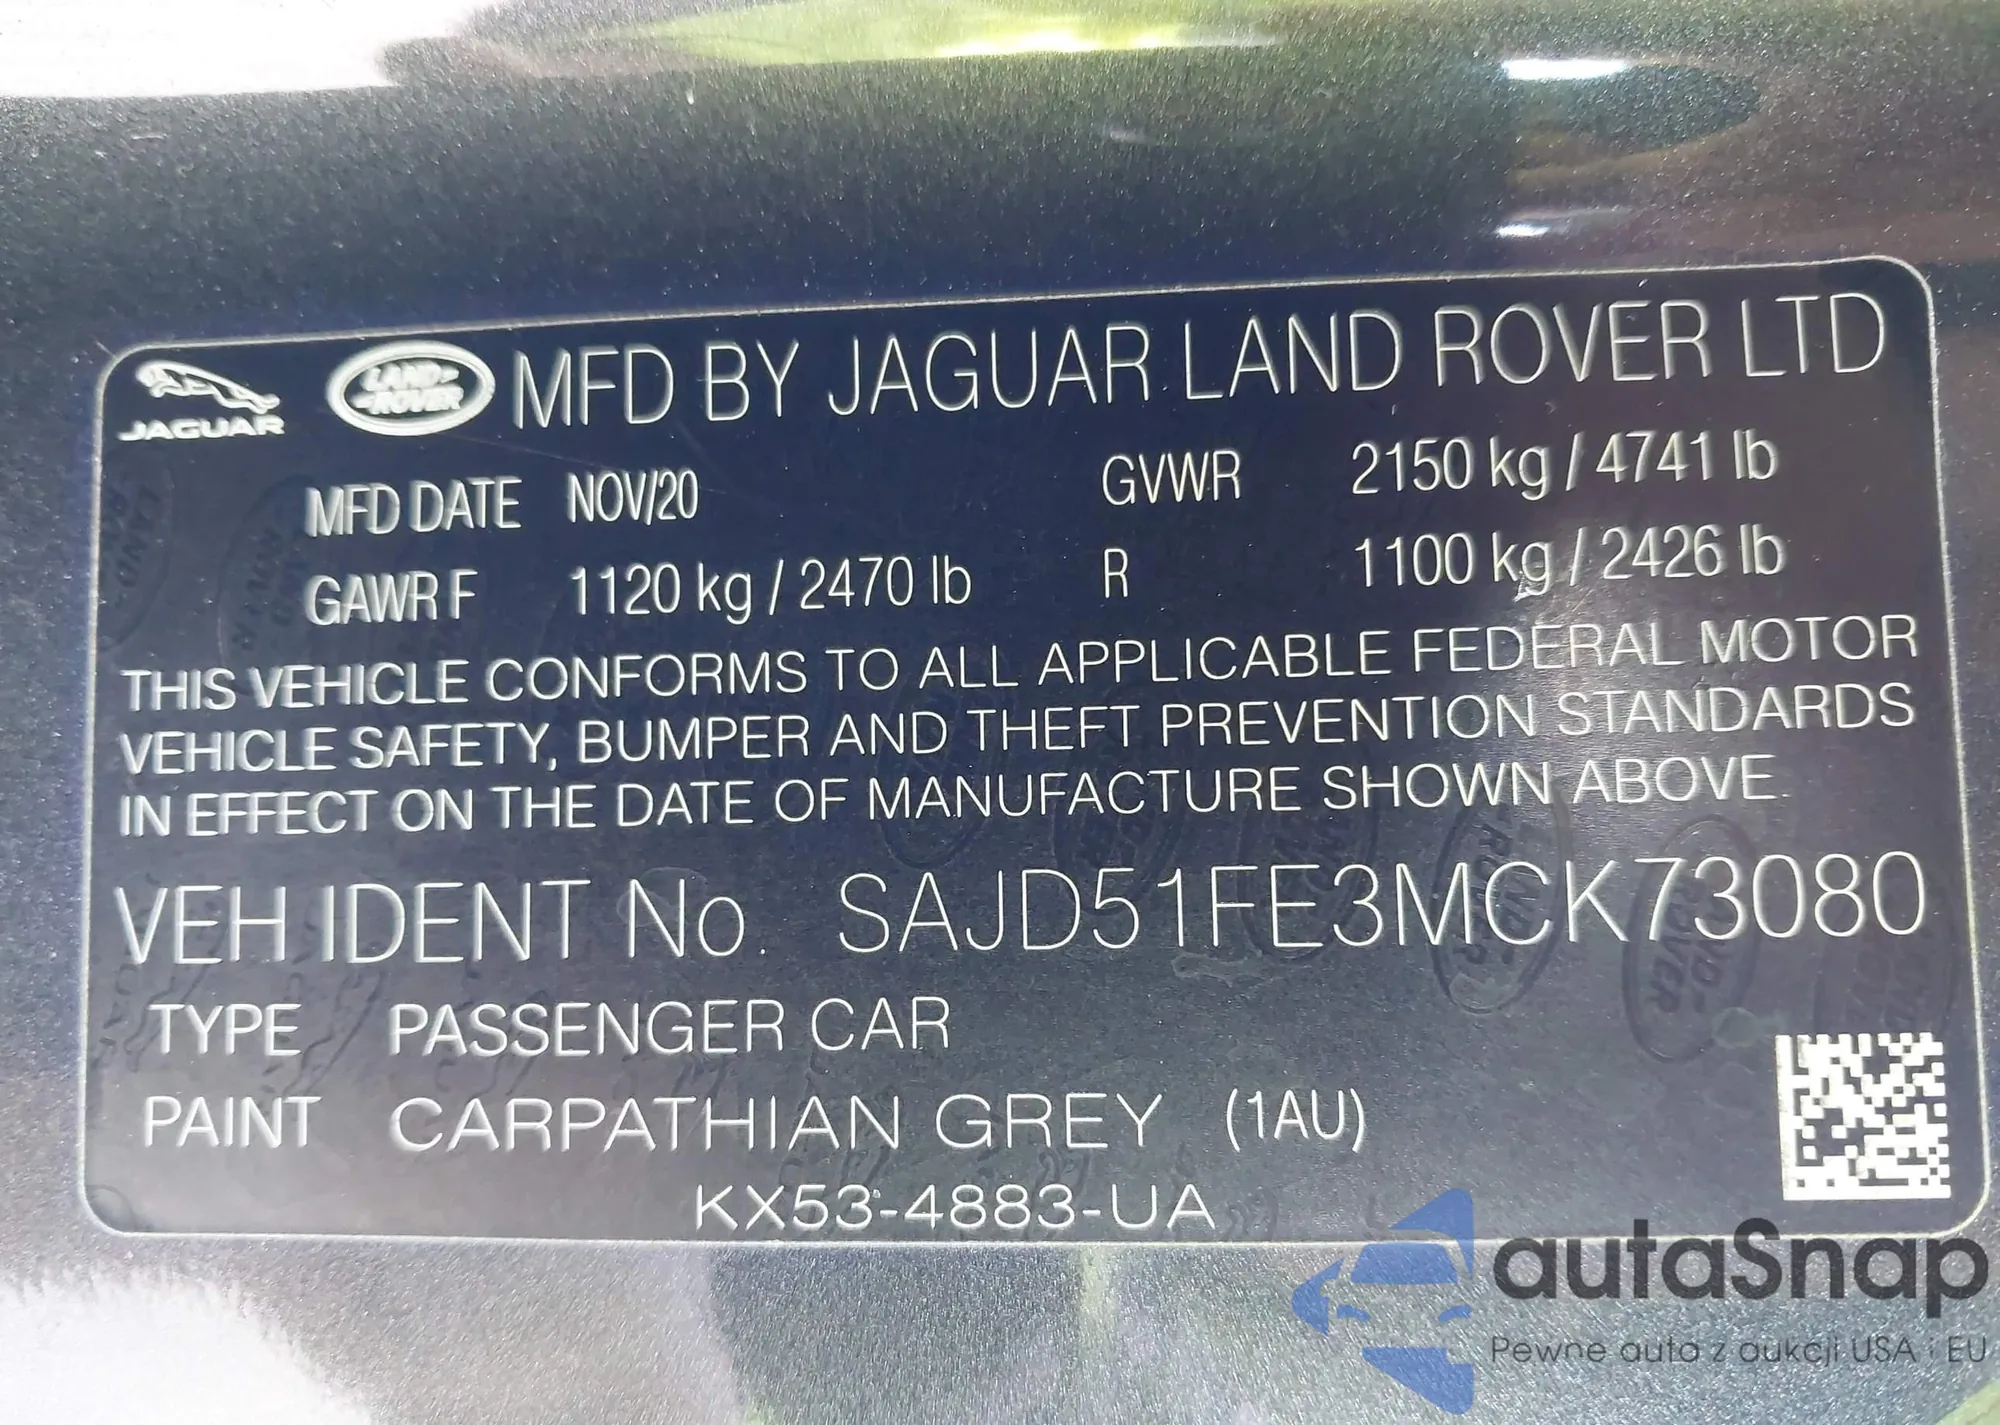 JAGUAR
LAND ROVER
MFD BY JAGUAR LAND ROVER LTD
MFD DATE NOV/20 GVWR 2150 kg / 4741 lb
GAWR F 1120 kg / 2470 lb R 1100 kg / 2426 lb
THIS VEHICLE CONFORMS TO ALL APPLICABLE FEDERAL MOTOR
VEHICLE SAFETY, BUMPER AND THEFT PREVENTION STANDARDS
IN EFFECT ON THE DATE OF MANUFACTURE SHOWN ABOVE.
VEH IDENT No. SAJD51FE3MCK73080
TYPE PASSENGER CAR
PAINT CARPATHIAN GREY (1AU)
KX53-4883-UA
autaSnap
Pewne auta z aukcji USA i EU